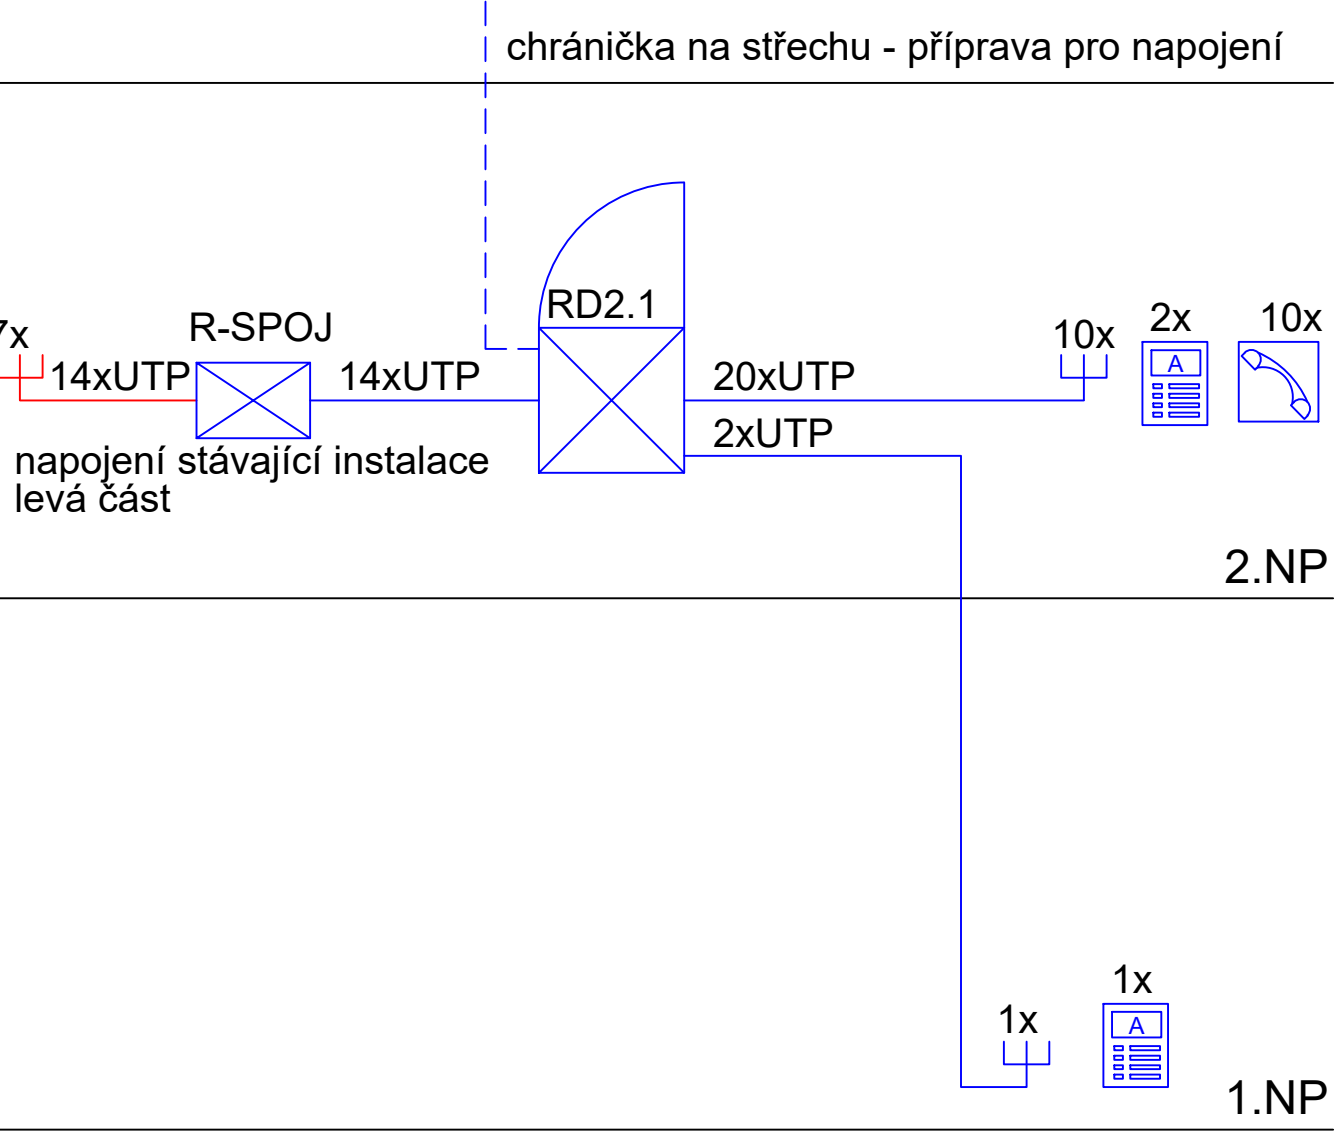 chránička na střechu - příprava pro napojení
RD2.1
R-SPOJ
7x
14xUTP
14xUTP
20xUTP
2xUTP
10x
2x
10x
A
napojení stávající instalace
levá část
2.NP
1x
1x
A
1.NP